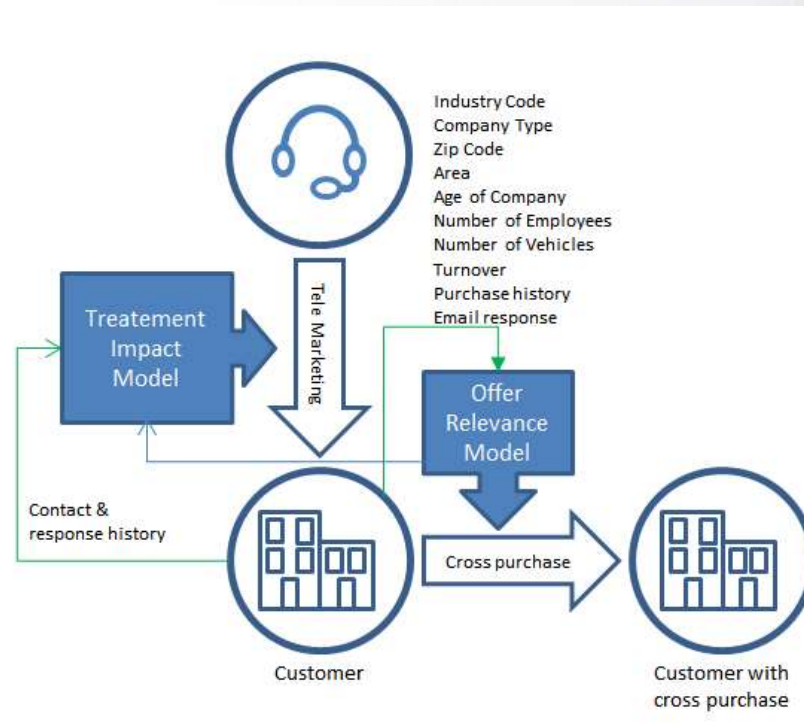 Industry Code
Company Type
Zip Code
Area
Age of Company
Number of Employees
Number of Vehicles
Turnover
Purchase history
Email response
Tele Marketing
Treatement
Impact
Model
Offer
Relevance
Model
Contact &
response history
Cross purchase
Customer
Customer with
cross purchase